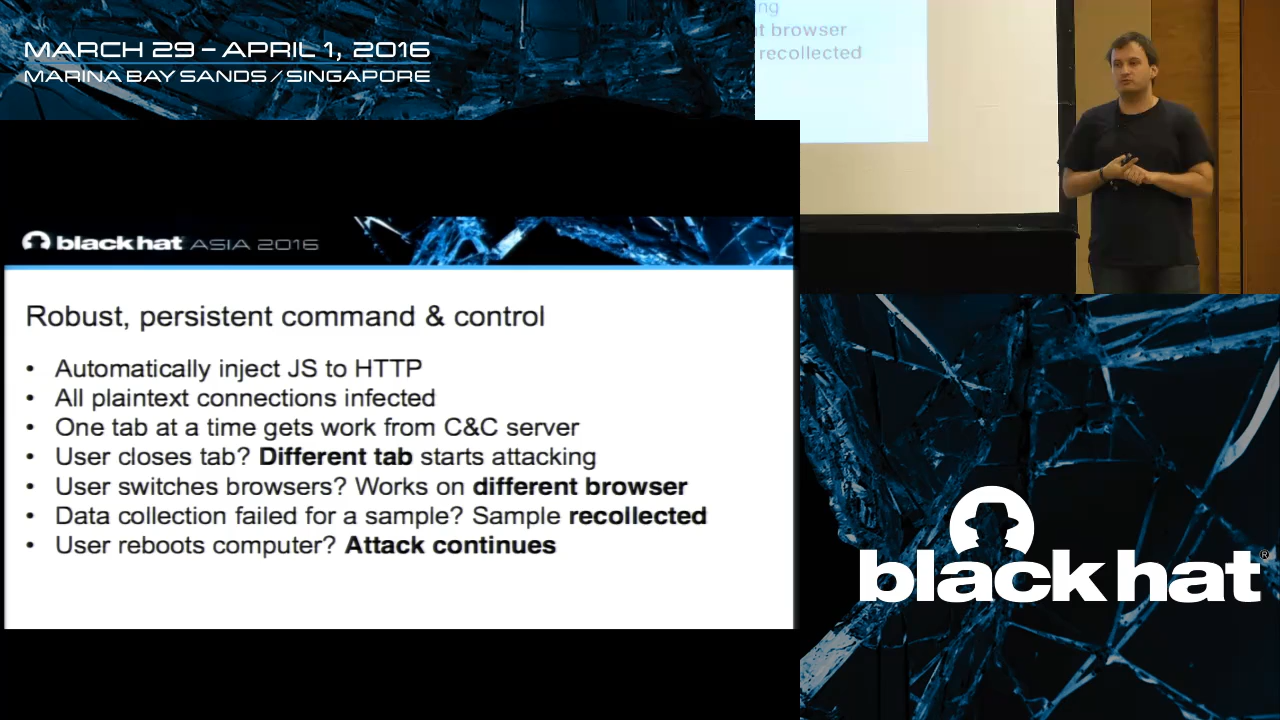 MARCH 29 – APRIL 1, 2016
MARINA BAY SANDS / SINGAPORE
browser
recollected
black hat ASIA 2016
Robust, persistent command & control
• Automatically inject JS to HTTP
• All plaintext connections infected
• One tab at a time gets work from C&C server
• User closes tab? Different tab starts attacking
• User switches browsers? Works on different browser
• Data collection failed for a sample? Sample recollected
• User reboots computer? Attack continues
black hat®